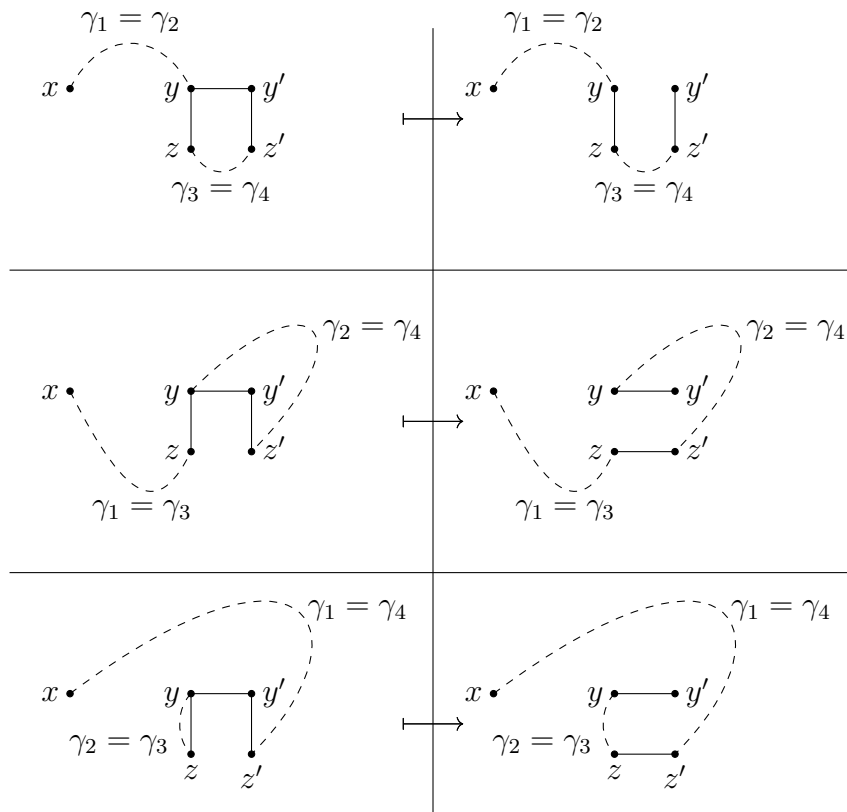 γ₁ = γ₂ γ₁ = γ₂
x y y′ x y y′
z z′ z z′
γ₃ = γ₄ γ₃ = γ₄
γ₂ = γ₄ γ₂ = γ₄
x y y′ x y y′
z z′ z z′
γ₁ = γ₃ γ₁ = γ₃
γ₁ = γ₄ γ₁ = γ₄
x y y′ x y y′
γ₂ = γ₃ γ₂ = γ₃
z z′ z z′